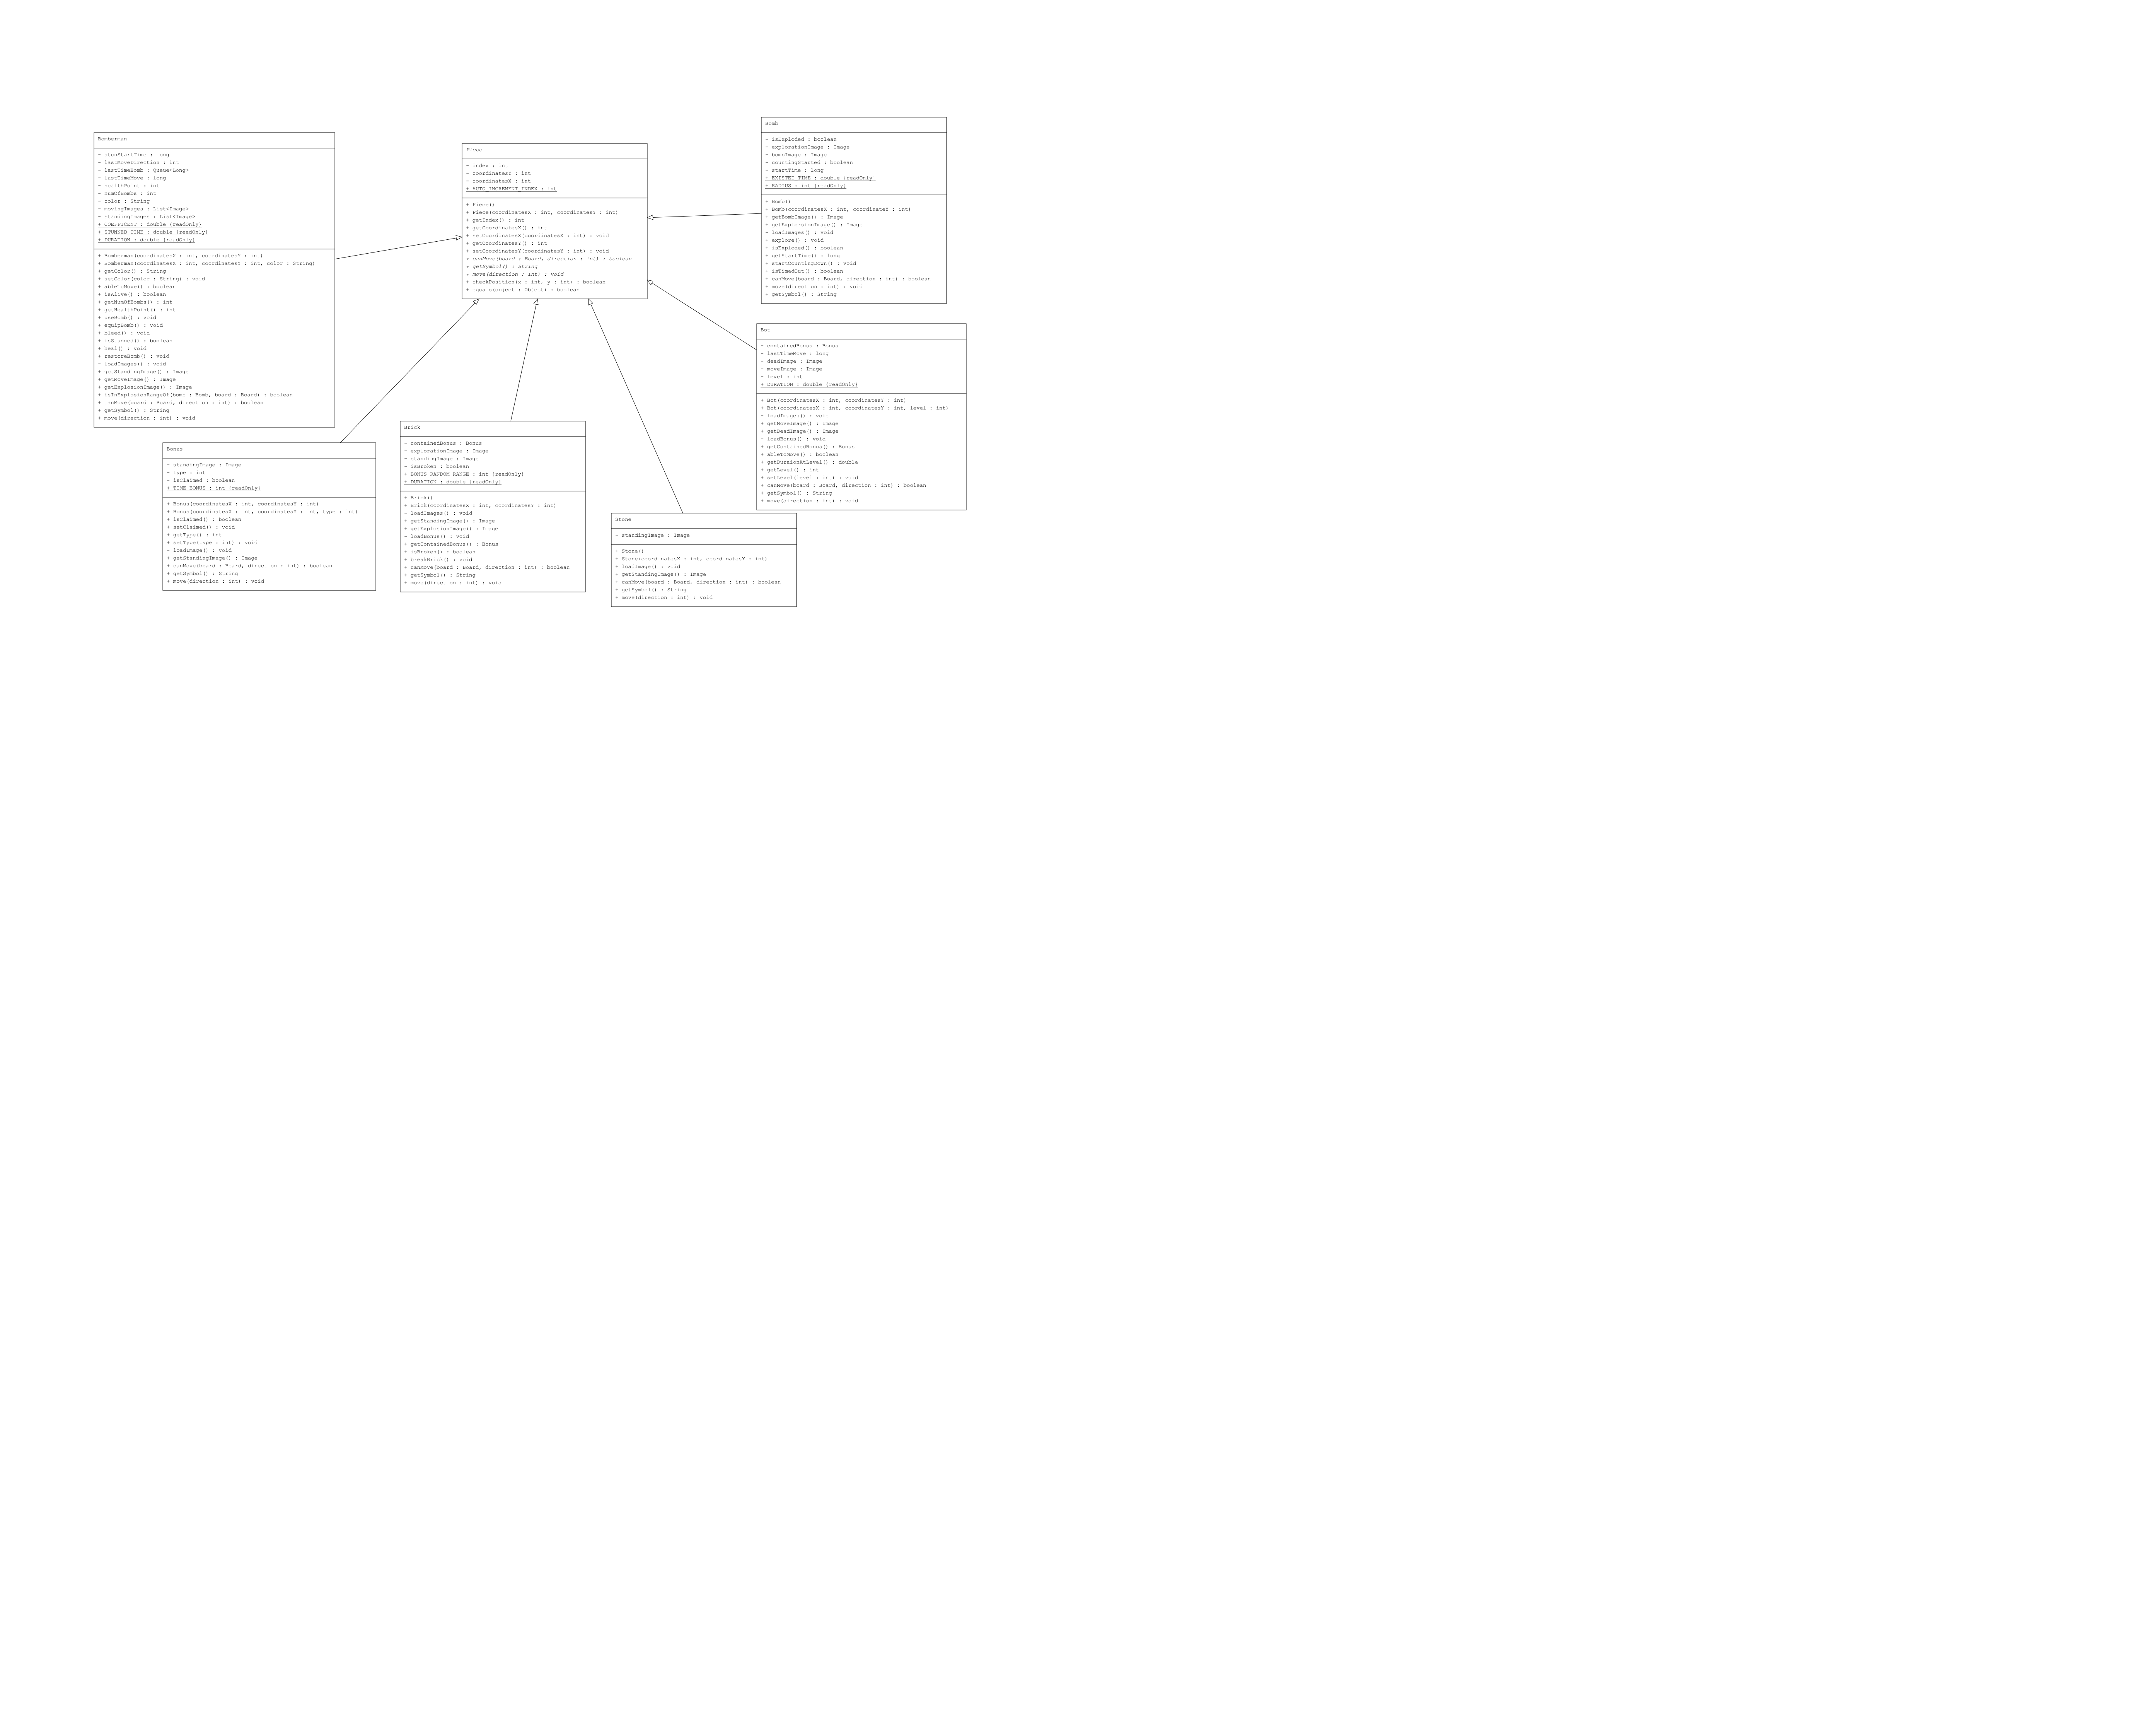 Bomberman
- stunStartTime : long
- lastMoveDirection : int
- lastTimeBomb : Queue<Long>
- lastTimeMove : long
- healthPoint : int
- numOfBombs : int
- color : String
- movingImages : List<Image>
- standingImages : List<Image>
+ COEFFICENT : double {readOnly}
+ STUNNED_TIME : double {readOnly}
+ DURATION : double {readOnly}
+ Bomberman(coordinatesX : int, coordinatesY : int)
+ Bomberman(coordinatesX : int, coordinatesY : int, color : String)
+ getColor() : String
+ setColor(color : String) : void
+ ableToMove() : boolean
+ isAlive() : boolean
+ getNumOfBombs() : int
+ getHealthPoint() : int
+ useBomb() : void
+ equipBomb() : void
+ bleed() : void
+ isStunned() : boolean
+ heal() : void
+ restoreBomb() : void
- loadImages() : void
+ getStandingImage() : Image
+ getMoveImage() : Image
+ getExplosionImage() : Image
+ isInExplosionRangeOf(bomb : Bomb, board : Board) : boolean
+ canMove(board : Board, direction : int) : boolean
+ getSymbol() : String
+ move(direction : int) : void
Piece
- index : int
- coordinatesY : int
- coordinatesX : int
+ AUTO_INCREMENT_INDEX : int
+ Piece()
+ Piece(coordinatesX : int, coordinatesY : int)
+ getIndex() : int
+ getCoordinatesX() : int
+ setCoordinatesX(coordinatesX : int) : void
+ getCoordinatesY() : int
+ setCoordinatesY(coordinatesY : int) : void
+ canMove(board : Board, direction : int) : boolean
+ getSymbol() : String
+ move(direction : int) : void
+ checkPosition(x : int, y : int) : boolean
+ equals(object : Object) : boolean
Bomb
- isExploded : boolean
- explorationImage : Image
- bombImage : Image
- countingStarted : boolean
- startTime : long
+ EXISTED_TIME : double {readOnly}
+ RADIUS : int {readOnly}
+ Bomb()
+ Bomb(coordinatesX : int, coordinateY : int)
+ getBombImage() : Image
+ getExplosionImage() : Image
- loadImages() : void
+ explore() : void
+ isExploded() : boolean
+ getStartTime() : long
+ startCountingDown() : void
+ isTimedOut() : boolean
+ canMove(board : Board, direction : int) : boolean
+ move(direction : int) : void
+ getSymbol() : String
Bot
- containedBonus : Bonus
- lastTimeMove : long
- deadImage : Image
- moveImage : Image
- level : int
+ DURATION : double {readOnly}
+ Bot(coordinatesX : int, coordinatesY : int)
+ Bot(coordinatesX : int, coordinatesY : int, level : int)
- loadImages() : void
+ getMoveImage() : Image
+ getDeadImage() : Image
- loadBonus() : void
+ getContainedBonus() : Bonus
+ ableToMove() : boolean
+ getDuraionAtLevel() : double
+ getLevel() : int
+ setLevel(level : int) : void
+ canMove(board : Board, direction : int) : boolean
+ getSymbol() : String
+ move(direction : int) : void
Bonus
- standingImage : Image
- type : int
- isClaimed : boolean
+ TIME_BONUS : int {readOnly}
+ Bonus(coordinatesX : int, coordinatesY : int)
+ Bonus(coordinatesX : int, coordinatesY : int, type : int)
+ isClaimed() : boolean
+ setClaimed() : void
+ getType() : int
+ setType(type : int) : void
- loadImage() : void
+ getStandingImage() : Image
+ canMove(board : Board, direction : int) : boolean
+ getSymbol() : String
+ move(direction : int) : void
Brick
- containedBonus : Bonus
- explorationImage : Image
- standingImage : Image
- isBroken : boolean
+ BONUS_RANDOM_RANGE : int {readOnly}
+ DURATION : double {readOnly}
+ Brick()
+ Brick(coordinatesX : int, coordinatesY : int)
- loadImages() : void
+ getStandingImage() : Image
+ getExplosionImage() : Image
- loadBonus() : void
+ getContainedBonus() : Bonus
+ isBroken() : boolean
+ breakBrick() : void
+ canMove(board : Board, direction : int) : boolean
+ getSymbol() : String
+ move(direction : int) : void
Stone
- standingImage : Image
+ Stone()
+ Stone(coordinatesX : int, coordinatesY : int)
+ loadImage() : void
+ getStandingImage() : Image
+ canMove(board : Board, direction : int) : boolean
+ getSymbol() : String
+ move(direction : int) : void